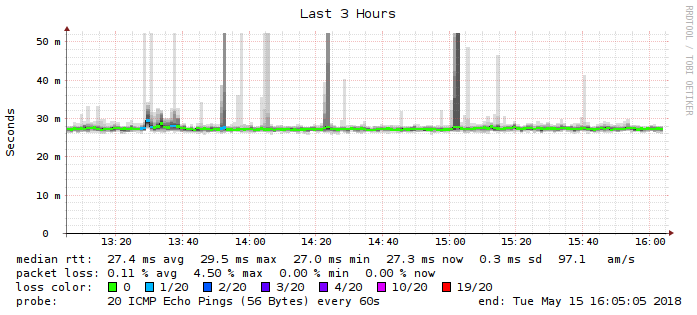 Last 3 Hours
RRDTOOL / TOBI OETIKER
Seconds
50 m
40 m
30 m
20 m
10 m
0
13:20 13:40 14:00 14:20 14:40 15:00 15:20 15:40 16:00
median rtt: 27.4 ms avg 29.5 ms max 27.0 ms min 27.3 ms now 0.3 ms sd 97.1 am/s
packet loss: 0.11 % avg 4.50 % max 0.00 % min 0.00 % now
loss color: 0 1/20 2/20 3/20 4/20 10/20 19/20
probe: 20 ICMP Echo Pings (56 Bytes) every 60s end: Tue May 15 16:05:05 2018